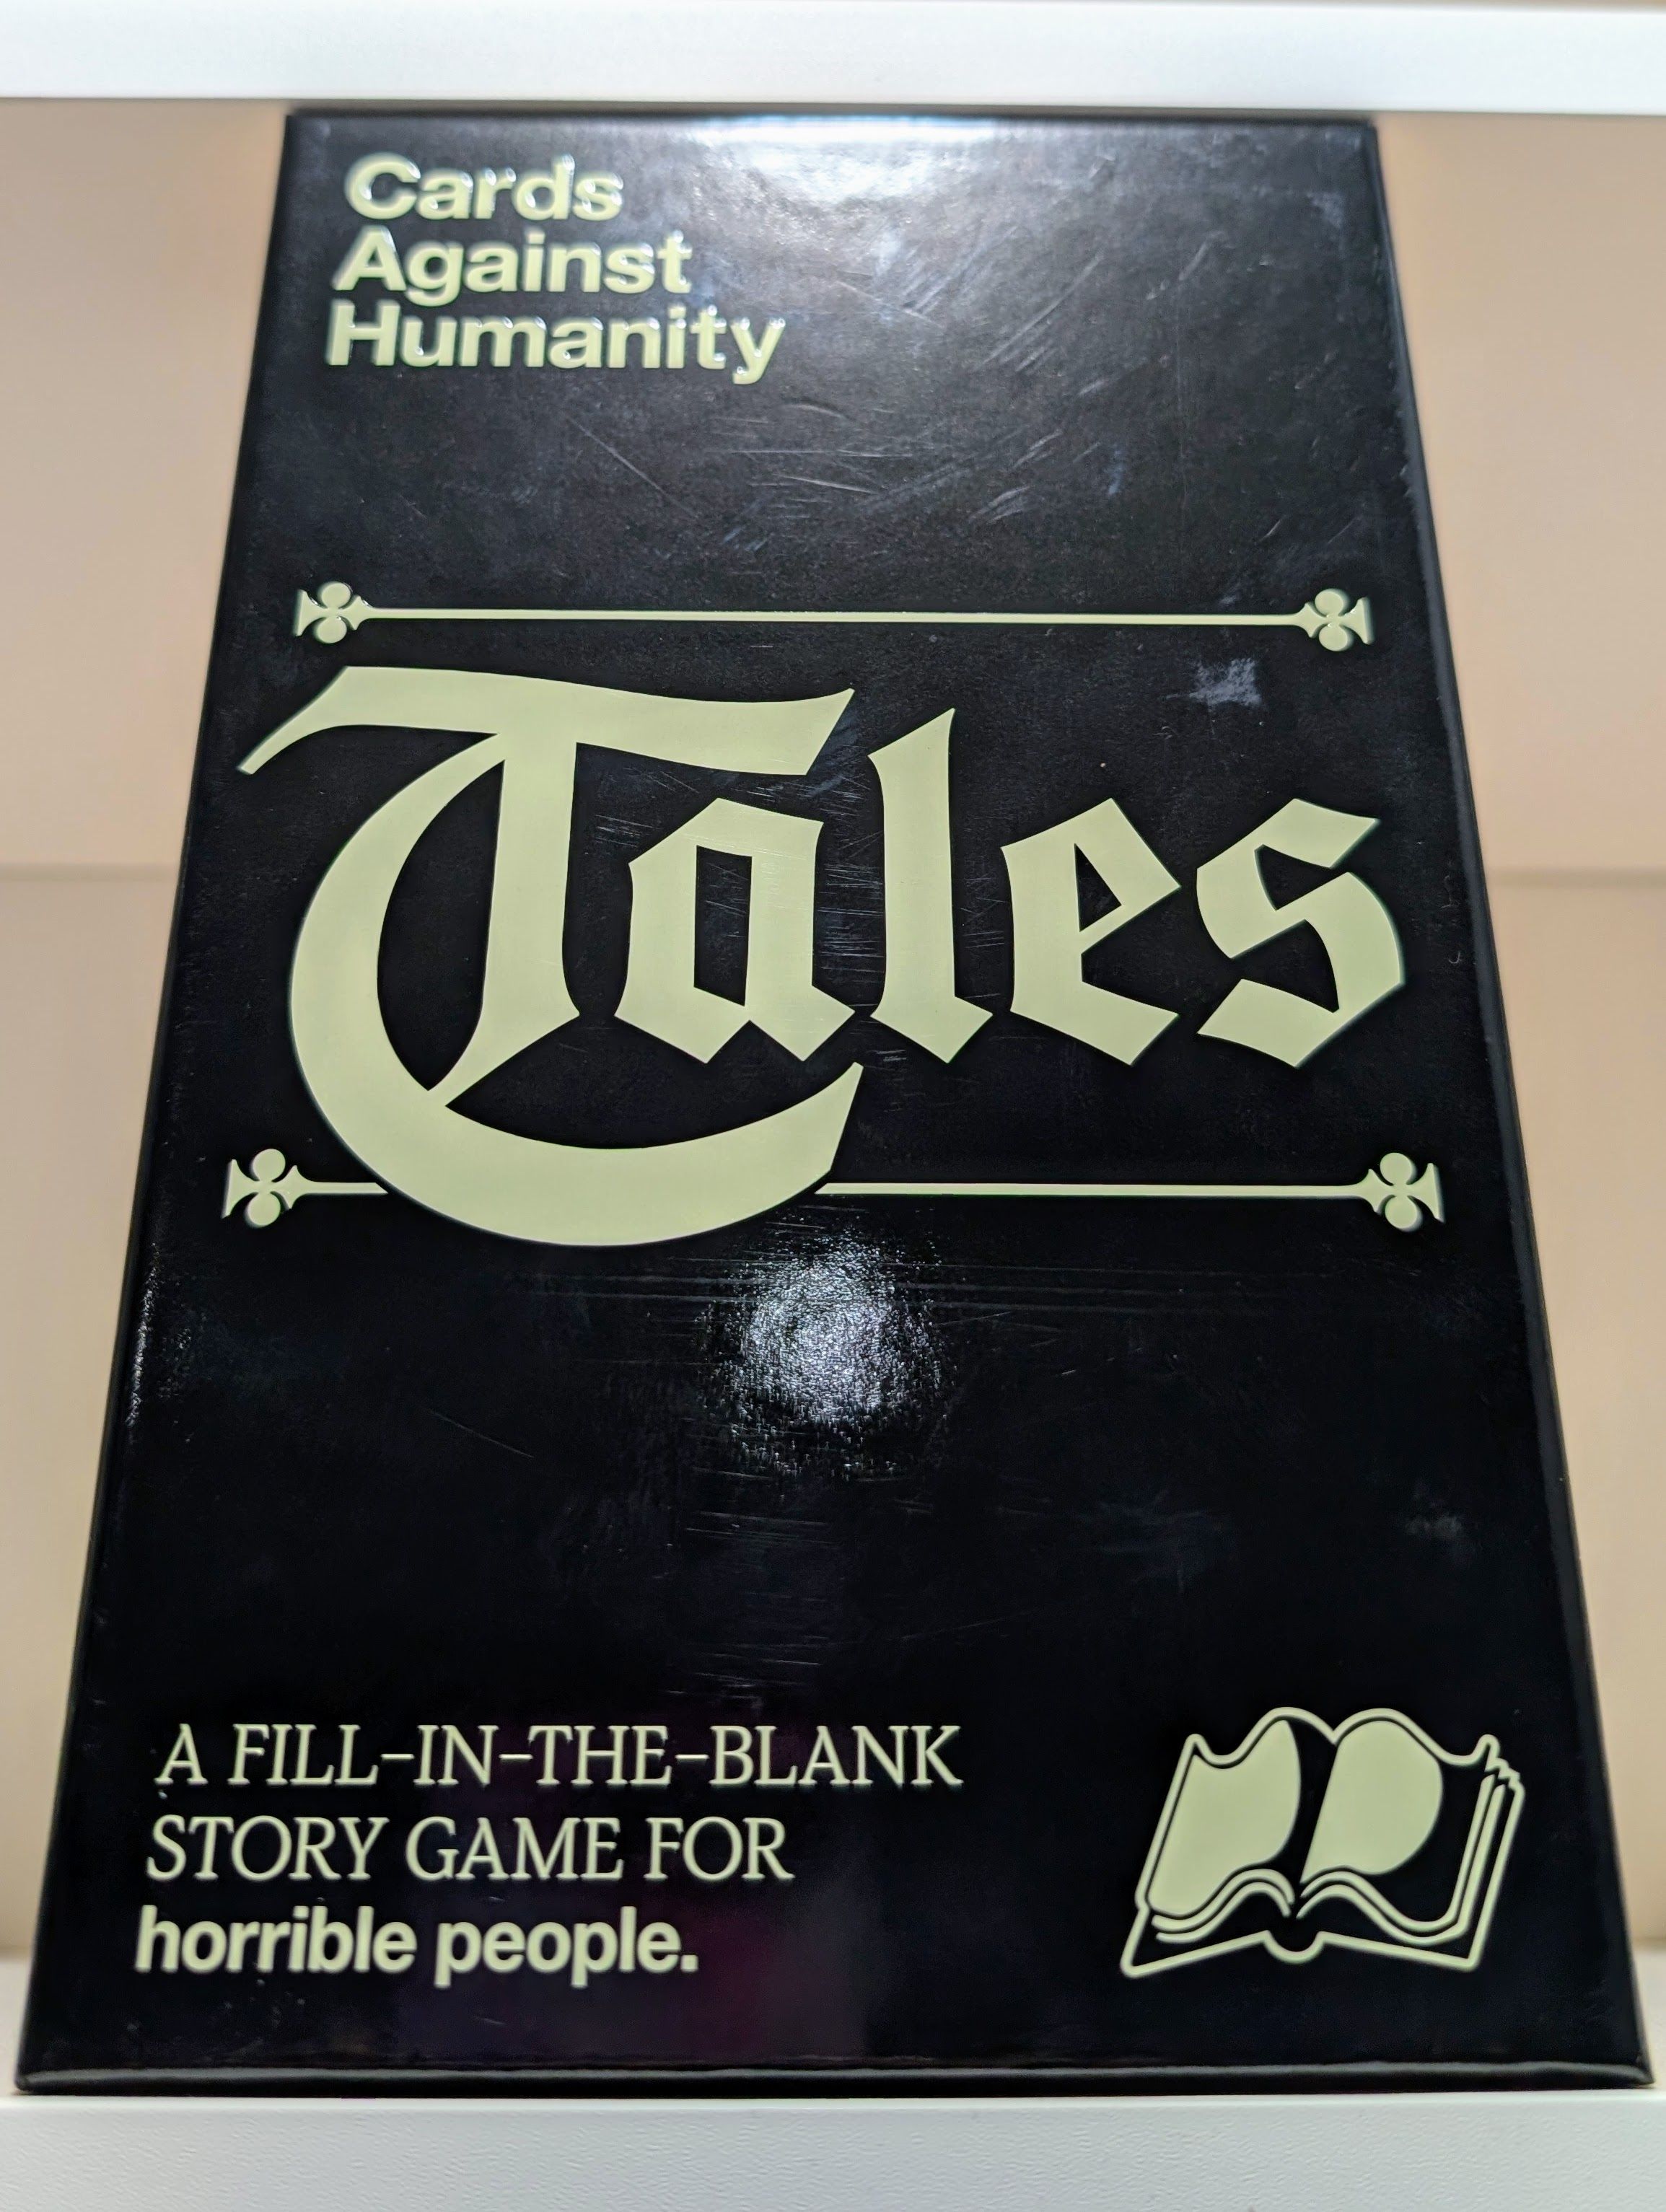 Cards
Against
Humanity
Tales
A FILL-IN-THE-BLANK
STORY GAME FOR
horrible people.